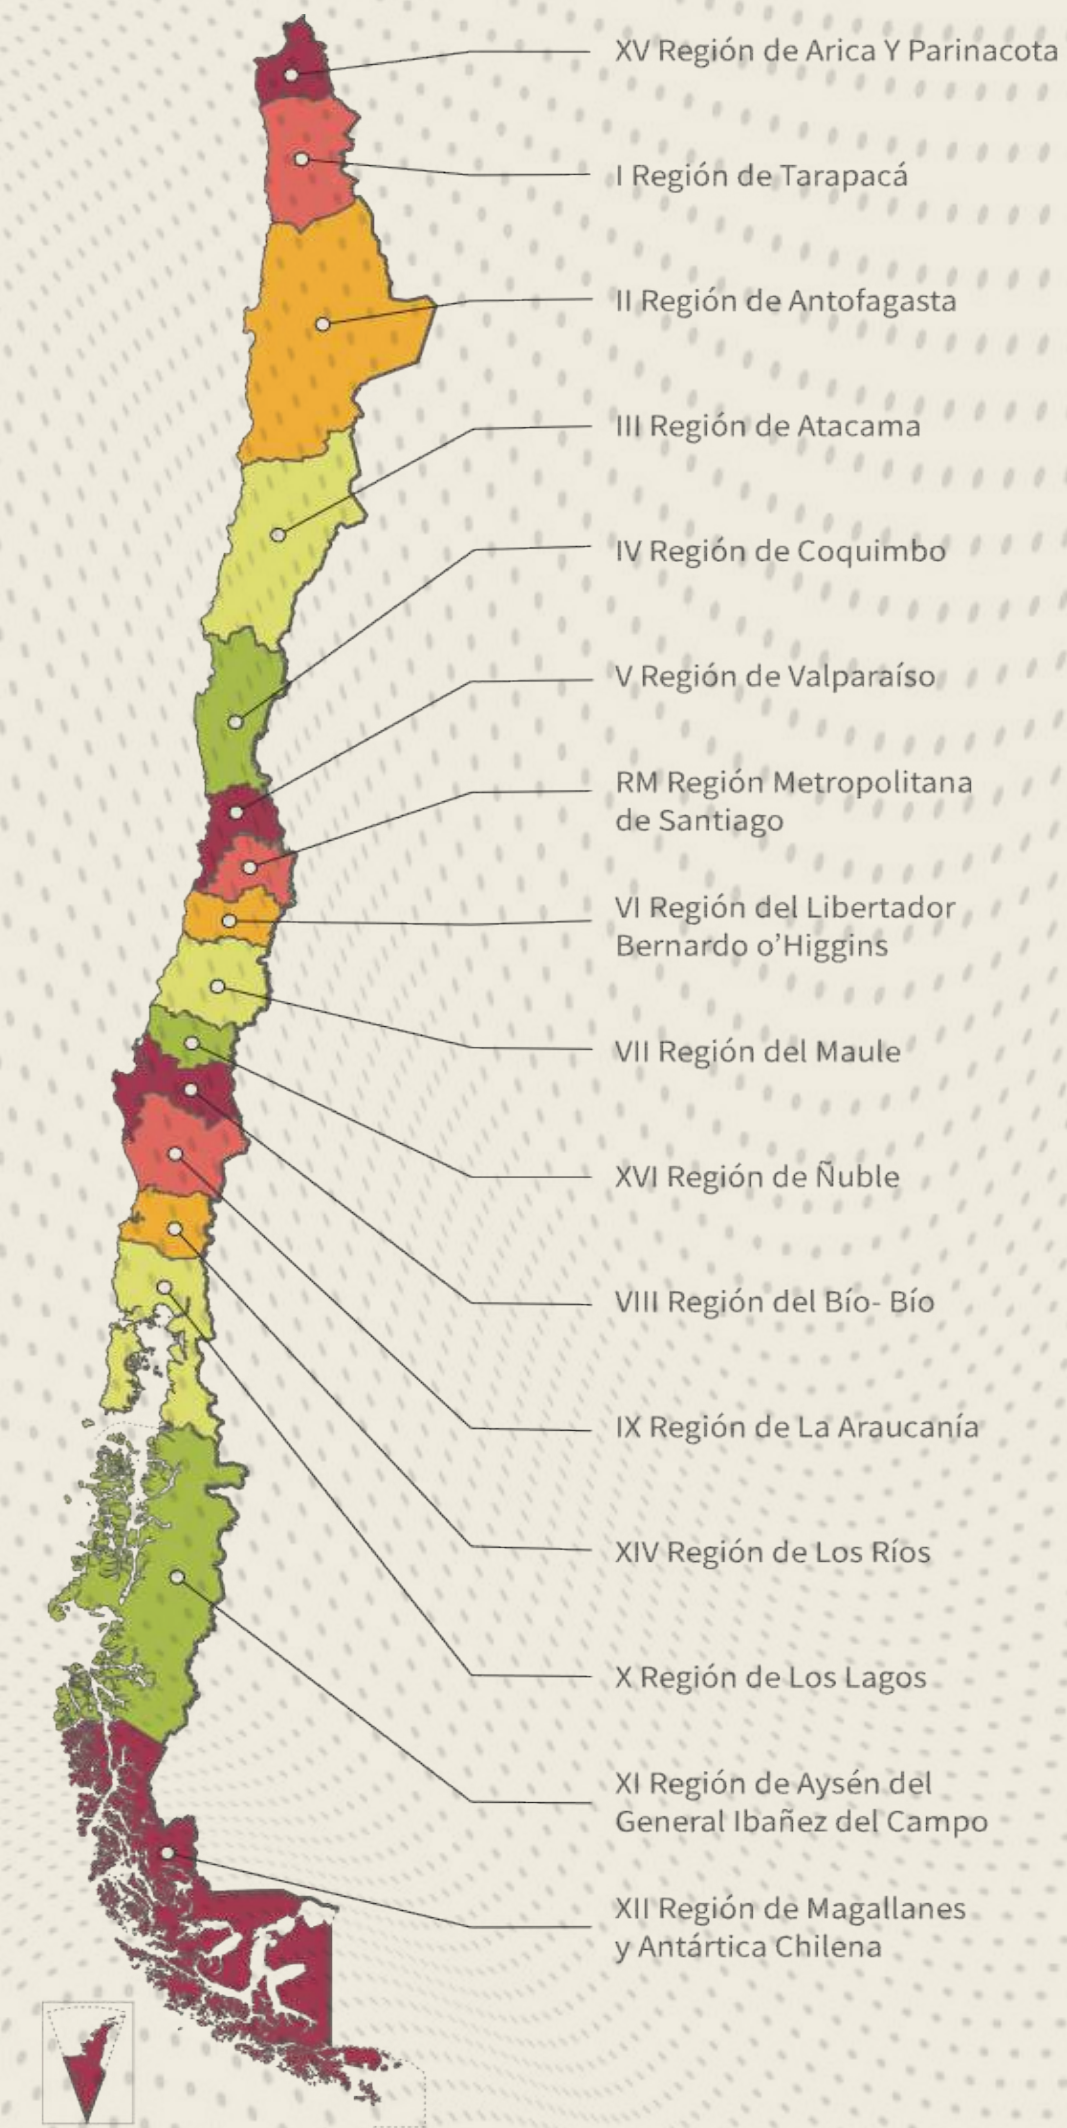 XV Región de Arica Y Parinacota
I Región de Tarapacá
II Región de Antofagasta
III Región de Atacama
IV Región de Coquimbo
V Región de Valparaíso
RM Región Metropolitana
de Santiago
VI Región del Libertador
Bernardo o’Higgins
VII Región del Maule
XVI Región de Ñuble
VIII Región del Bío- Bío
IX Región de La Araucanía
XIV Región de Los Ríos
X Región de Los Lagos
XI Región de Aysén del
General Ibañez del Campo
XII Región de Magallanes
y Antártica Chilena